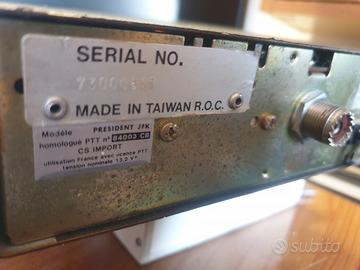 SERIAL NO.
MADE IN TAIWAN R.O.C.
Modèle PRESIDENT JFK
homologué PTT n° 84003 CB
CS IMPORT
utilisation France avec licence PTT
tension nominale 13,2 V
subito